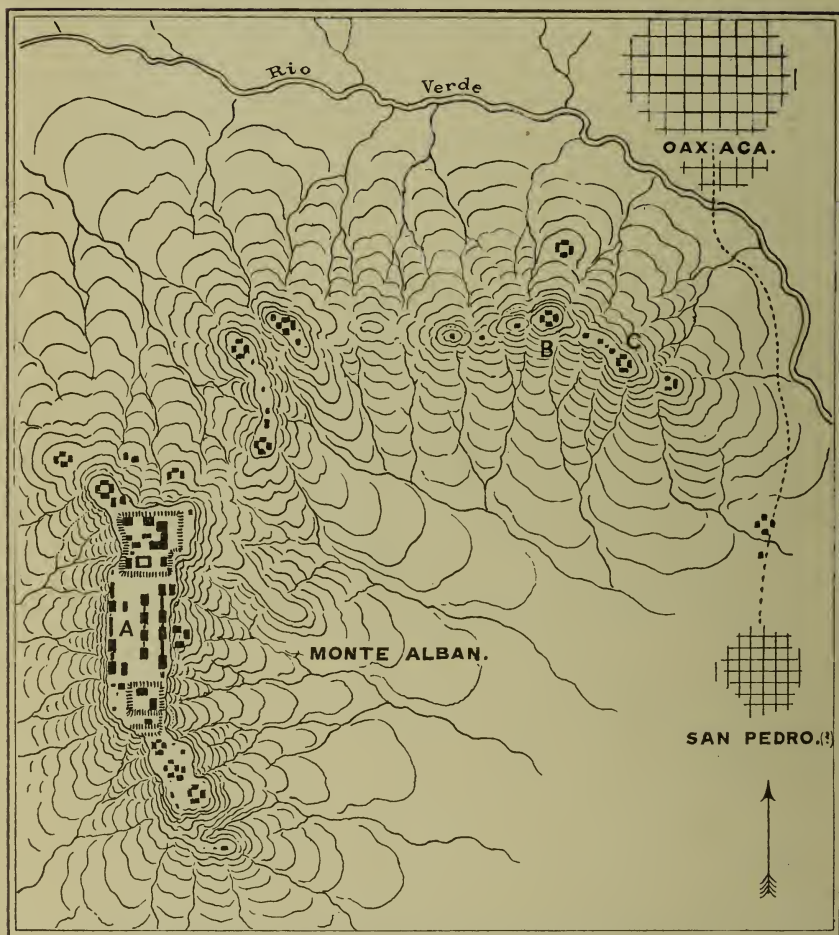 Rio Verde
OAXACA.
B
C
A
MONTE ALBAN.
SAN PEDRO.(?)